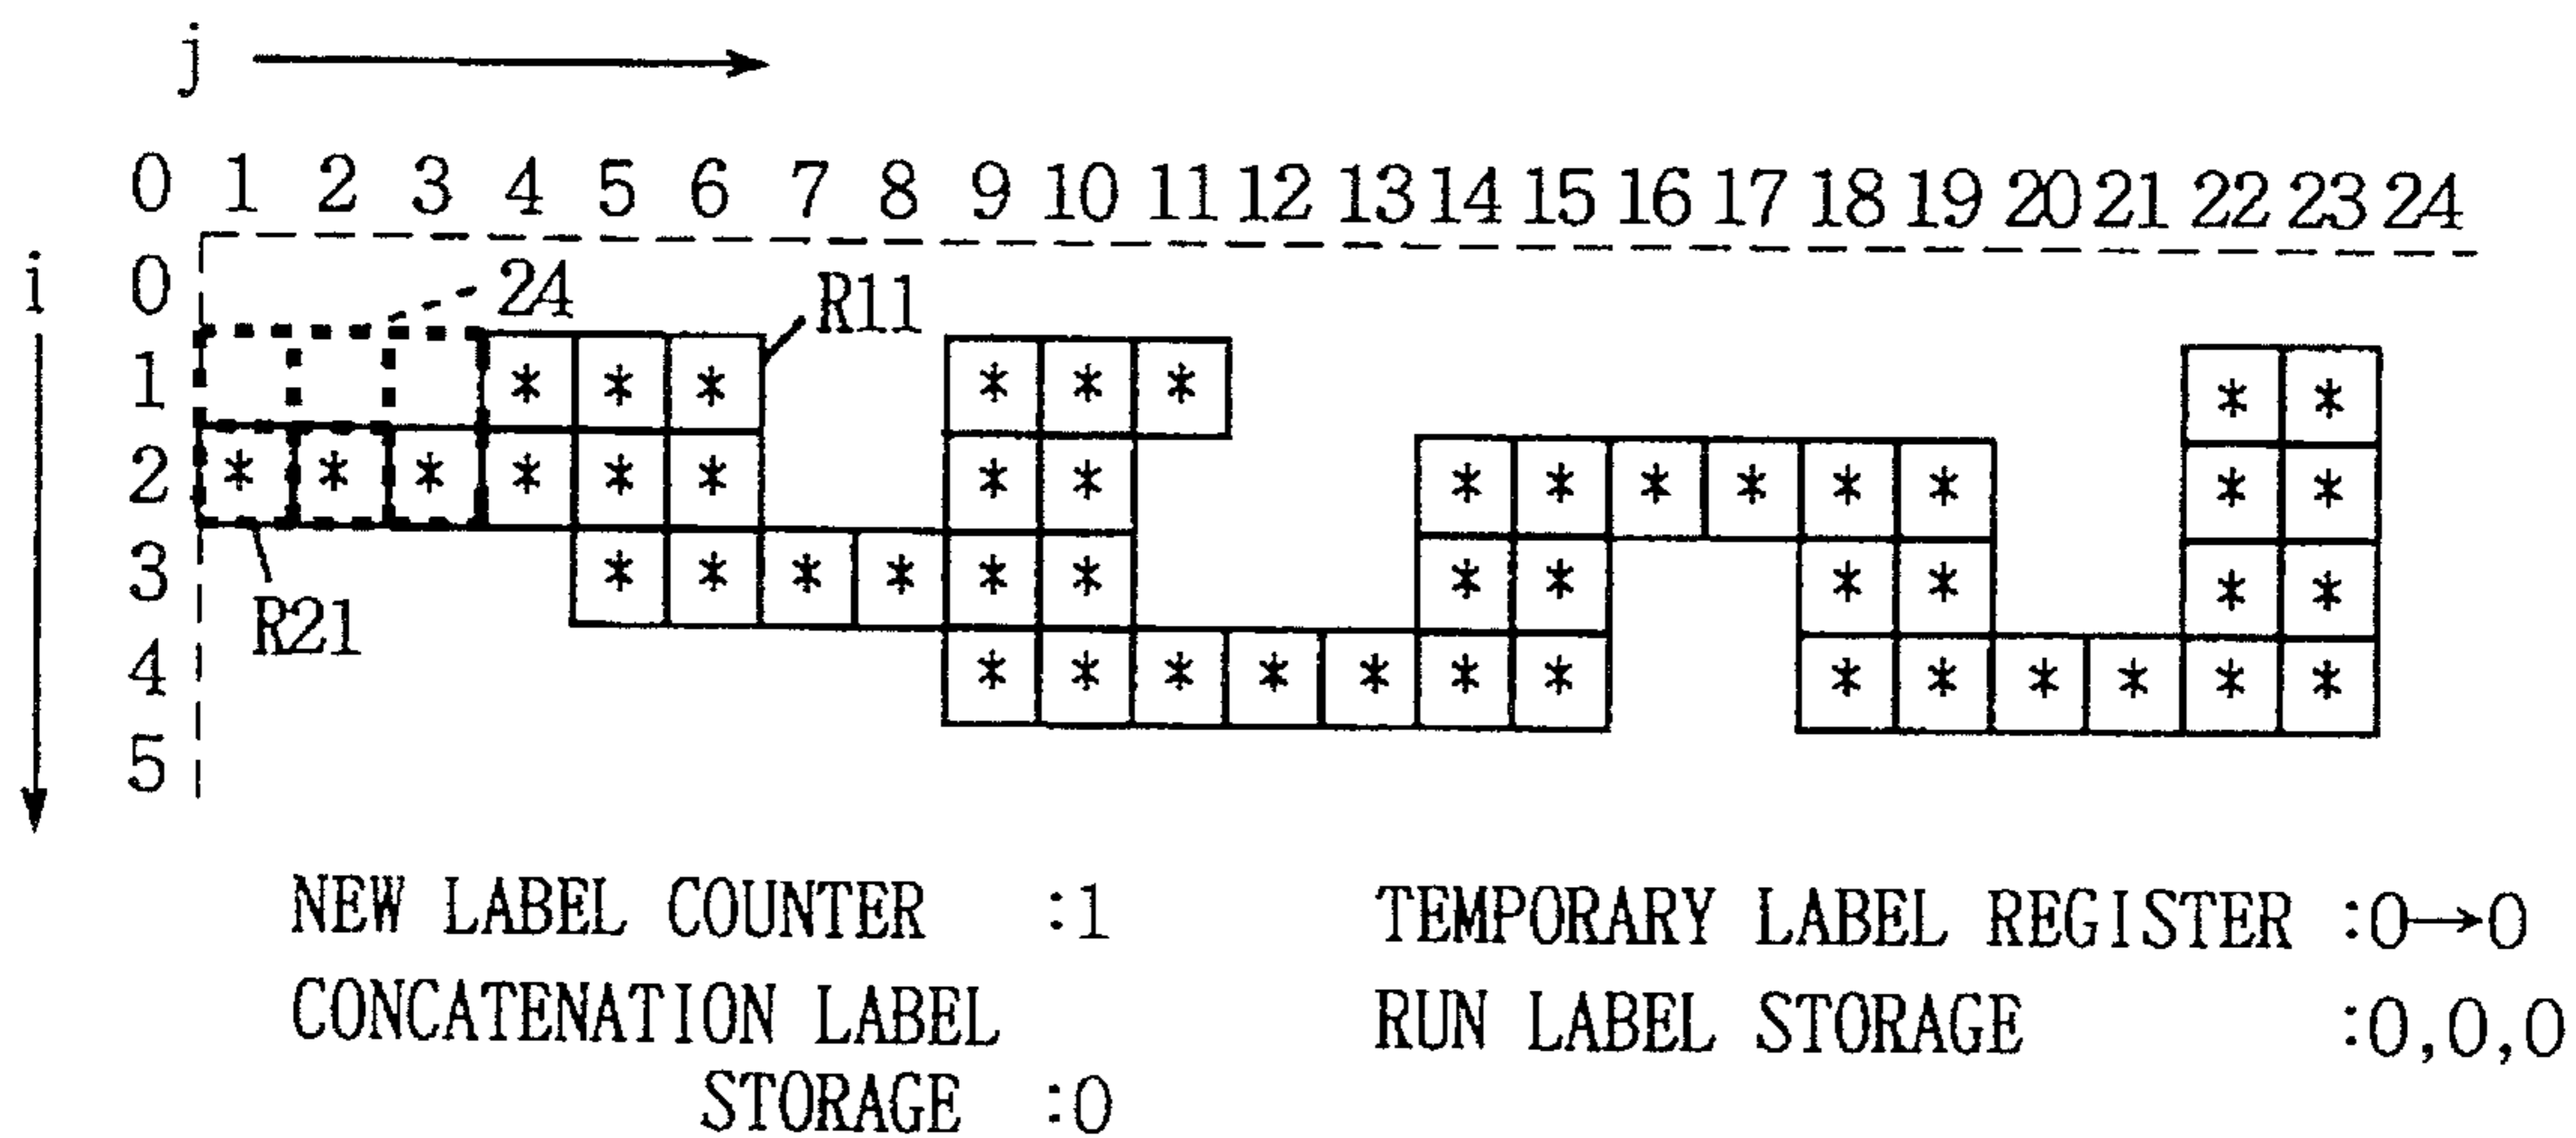 j
0 1 2 3 4 5 6 7 8 9 10 11 12 13 14 15 16 17 18 19 20 21 22 23 24
i 0 24 R11
1 * * * * * * * *
2 * * * * * * * * * * * * * * * *
3 * * * * * * * * * * * *
R21
4 * * * * * * * * * * * * *
5
NEW LABEL COUNTER :1 TEMPORARY LABEL REGISTER :0→0
CONCATENATION LABEL RUN LABEL STORAGE :0,0,0
STORAGE :0